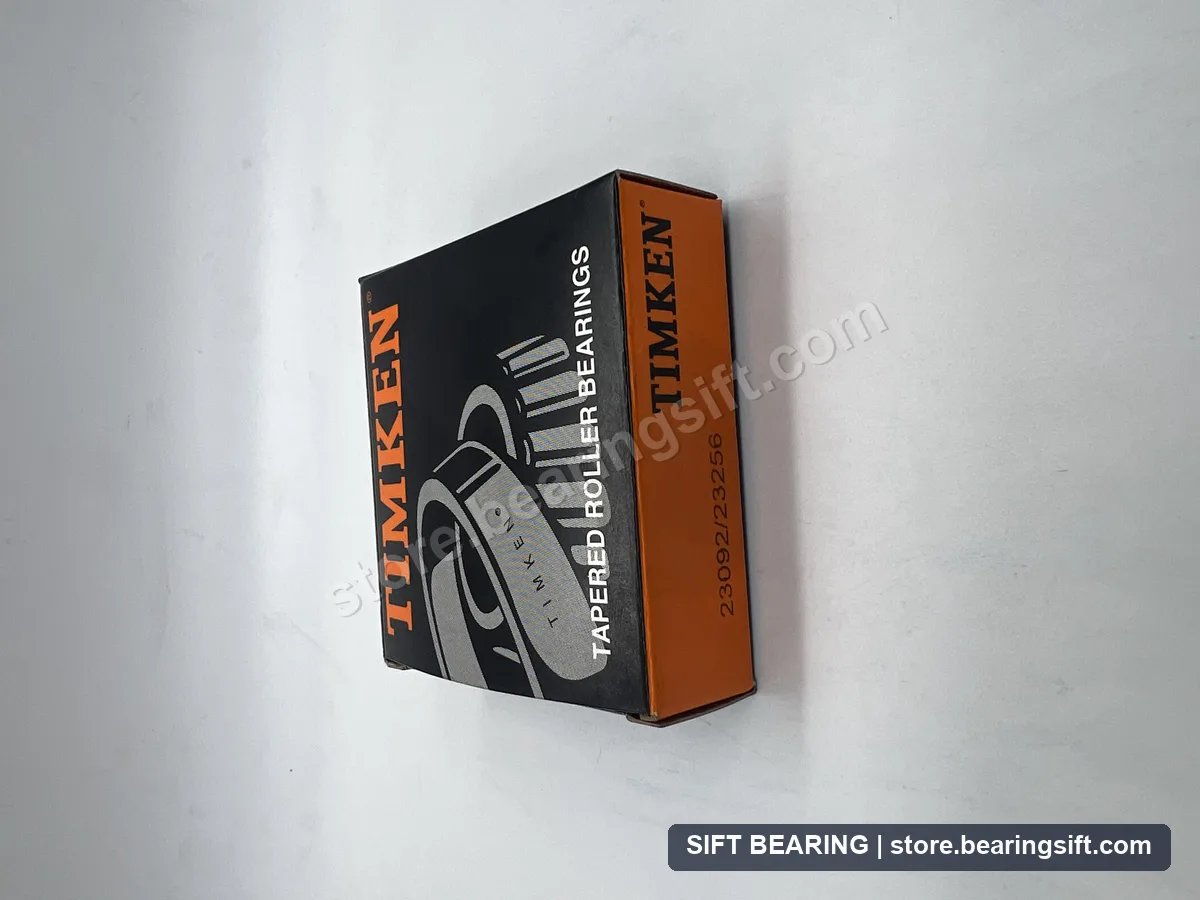 TIMKEN®
TIMKEN®
TAPERED ROLLER BEARINGS
TIMKEN®
23092/23256
store.bearingsift.com
SIFT BEARING | store.bearingsift.com